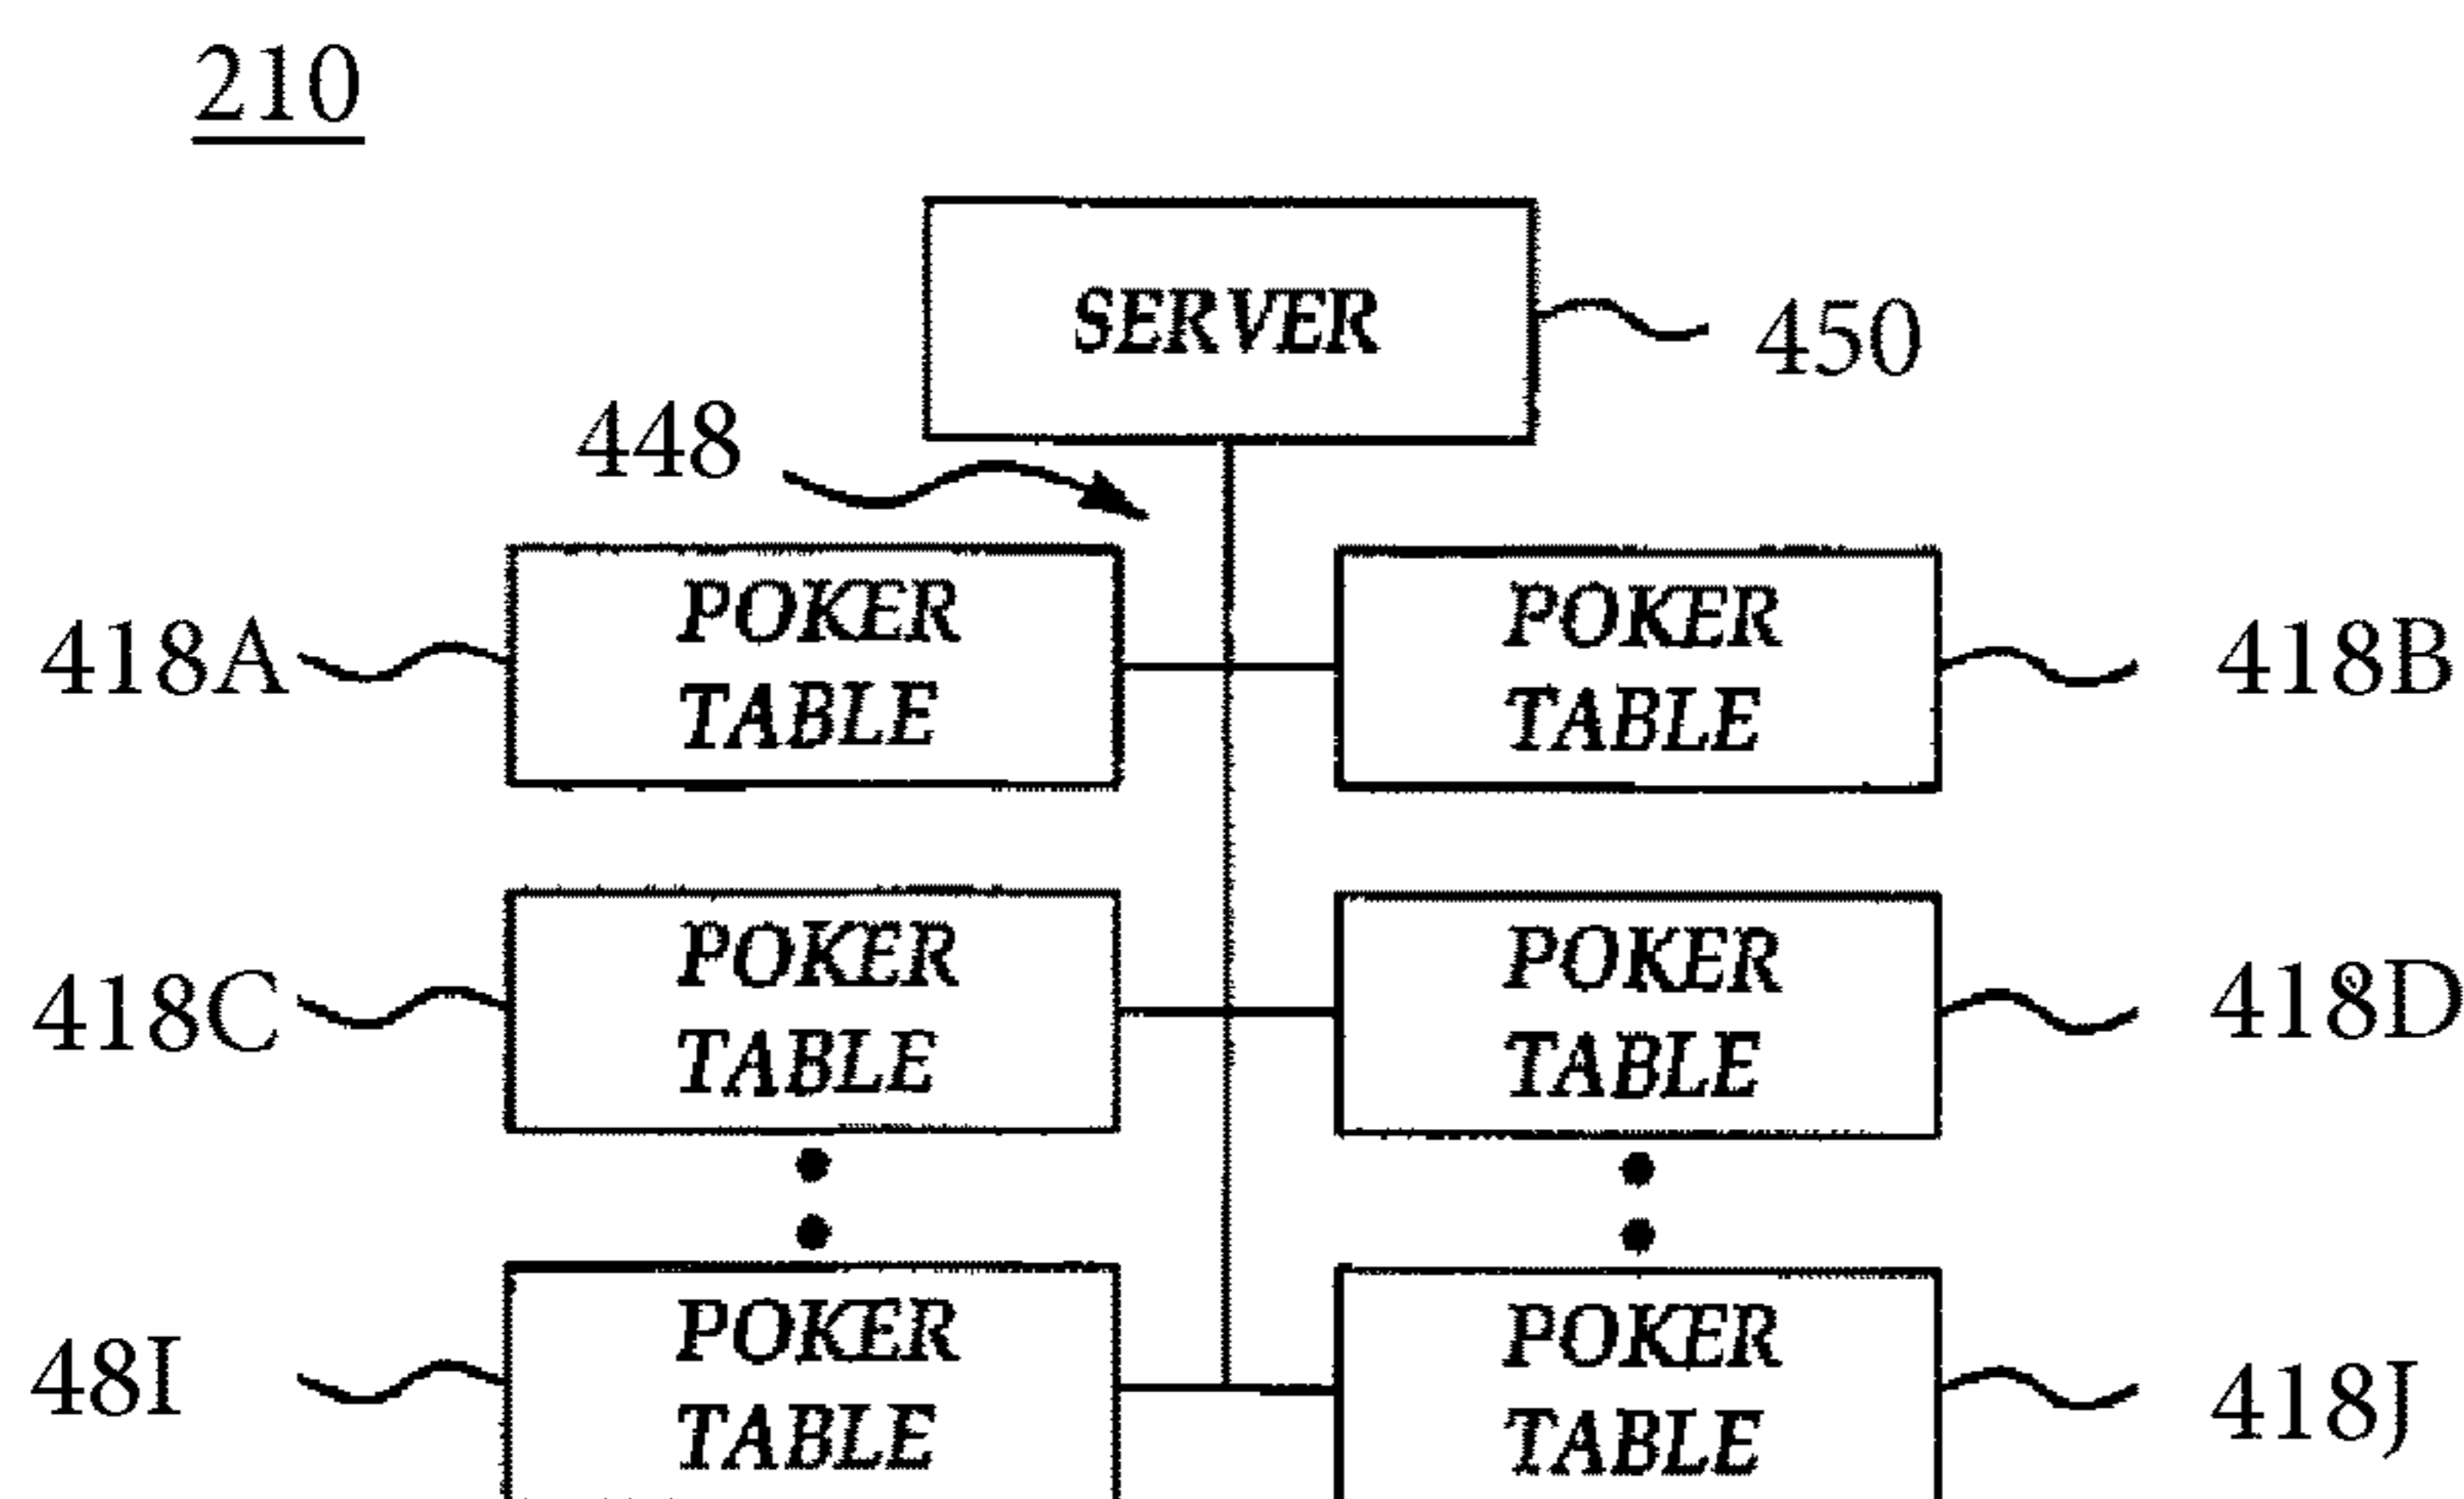 210
SERVER
450
448
418A
POKER
TABLE
POKER
TABLE
418B
418C
POKER
TABLE
POKER
TABLE
418D
48I
POKER
TABLE
POKER
TABLE
418J